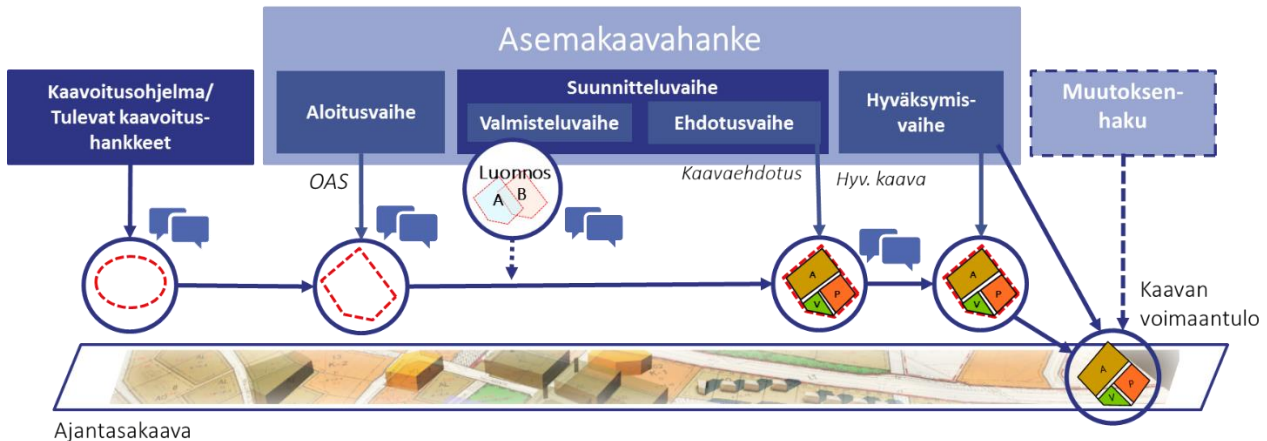 Asemakaavahanke
Kaavoitusohjelma/
Tulevat kaavoitus-
hankkeet
Aloitusvaihe
Suunnitteluvaihe
Valmisteluvaihe
Ehdotusvaihe
Hyväksymis-
vaihe
Muutoksen-
haku
OAS
Luonnos
A
B
Kaavaehdotus
Hyv. kaava
A
P
V
A
P
V
Kaavan
voimaantulo
A
P
V
Ajantasakaava